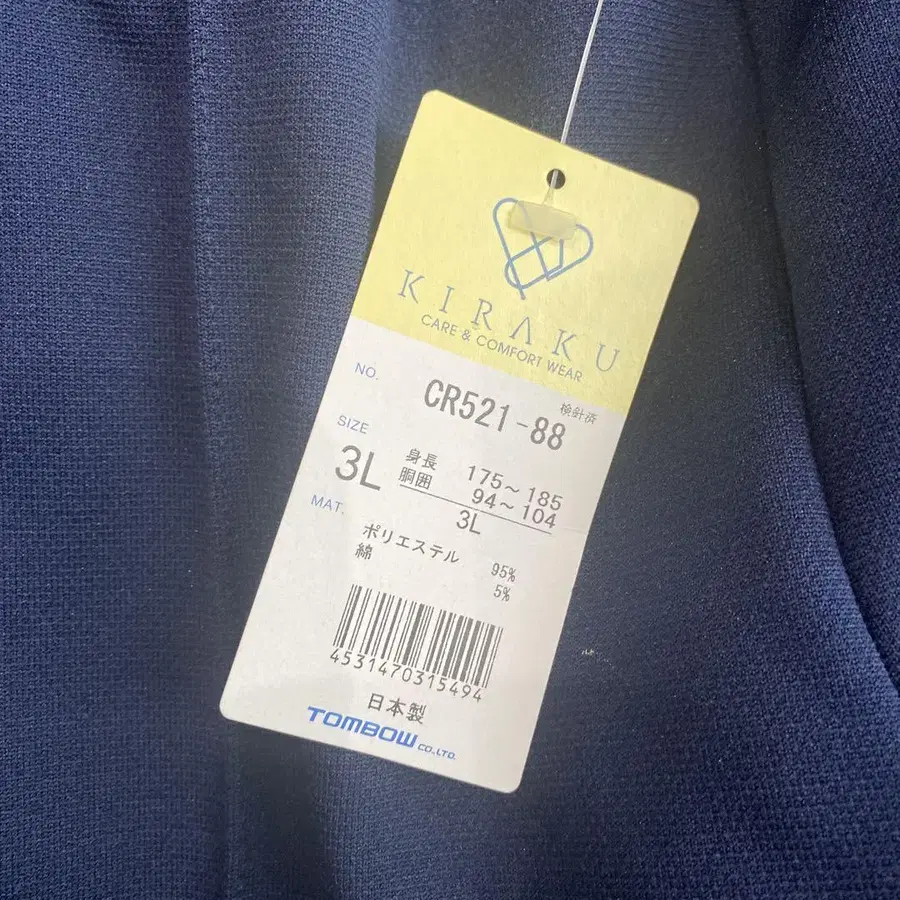 KIRAKU
CARE & COMFORT WEAR
NO. CR521-88 検針済
SIZE 3L
身長 175～185
胴囲 94～104
3L
MAT.
ポリエステル 95%
綿 5%
4531470315494
日本製
TOMBOW CO.,LTD.